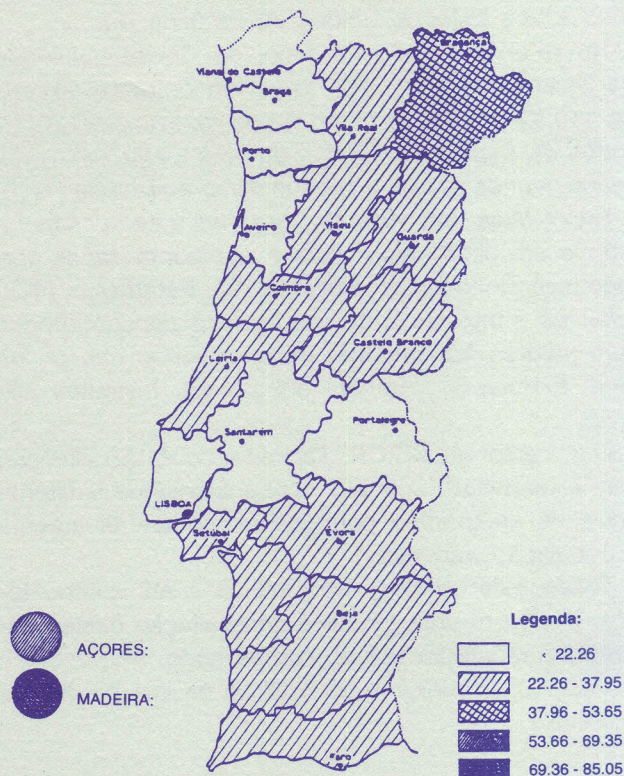 Bragança
Viana do Castelo
Braga
Vila Real
Porto
Aveiro
Viseu
Guarda
Coimbra
Castelo Branco
Leiria
Portalegre
Santarém
LISBOA
Setúbal
Évora
Beja
Faro
Legenda:
AÇORES:
MADEIRA:
< 22.26
22.26 - 37.95
37.96 - 53.65
53.66 - 69.35
69.36 - 85.05